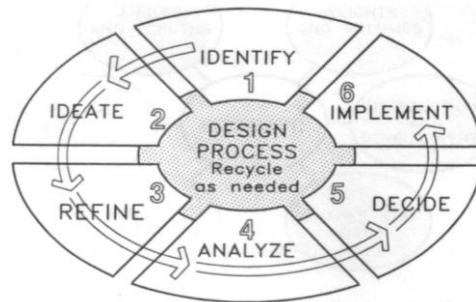 IDENTIFY
1
IDEATE
2
REFINE
3
ANALYZE
4
DECIDE
5
IMPLEMENT
6
DESIGN
PROCESS
Recycle
as needed